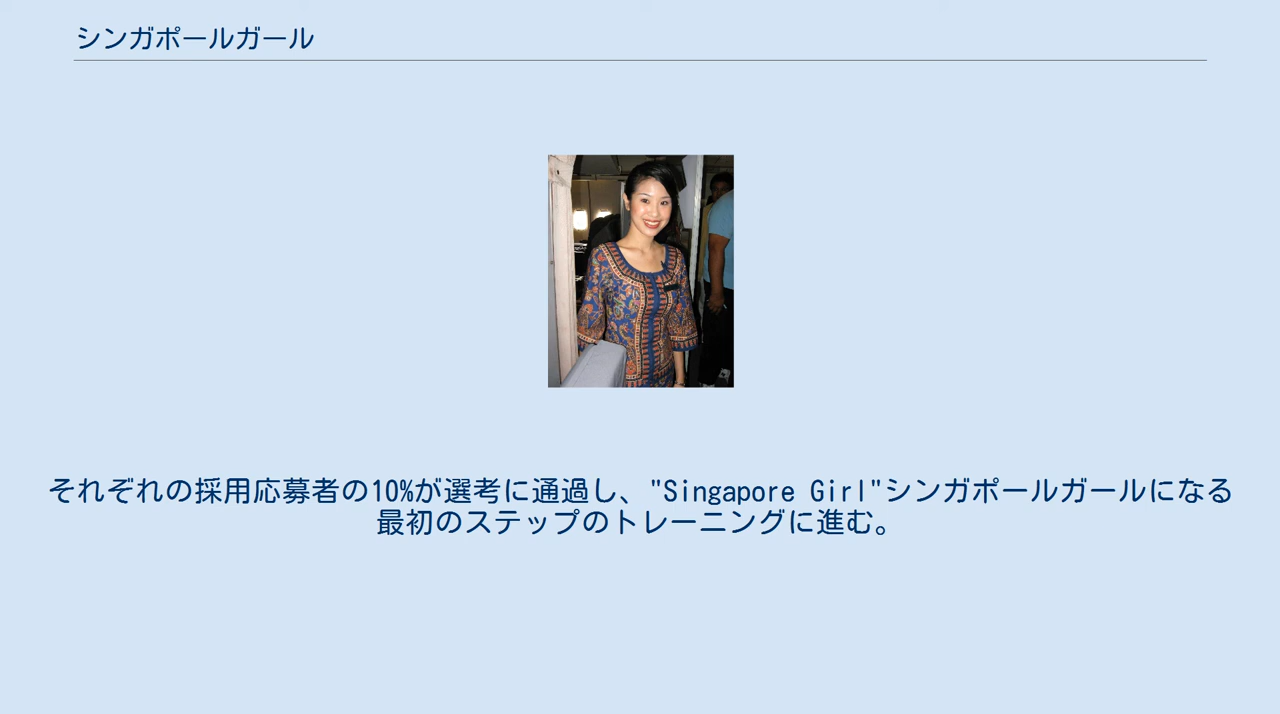 シンガポールガール
それぞれの採用応募者の10%が選考に通過し、"Singapore Girl"シンガポールガールになる
最初のステップのトレーニングに進む。